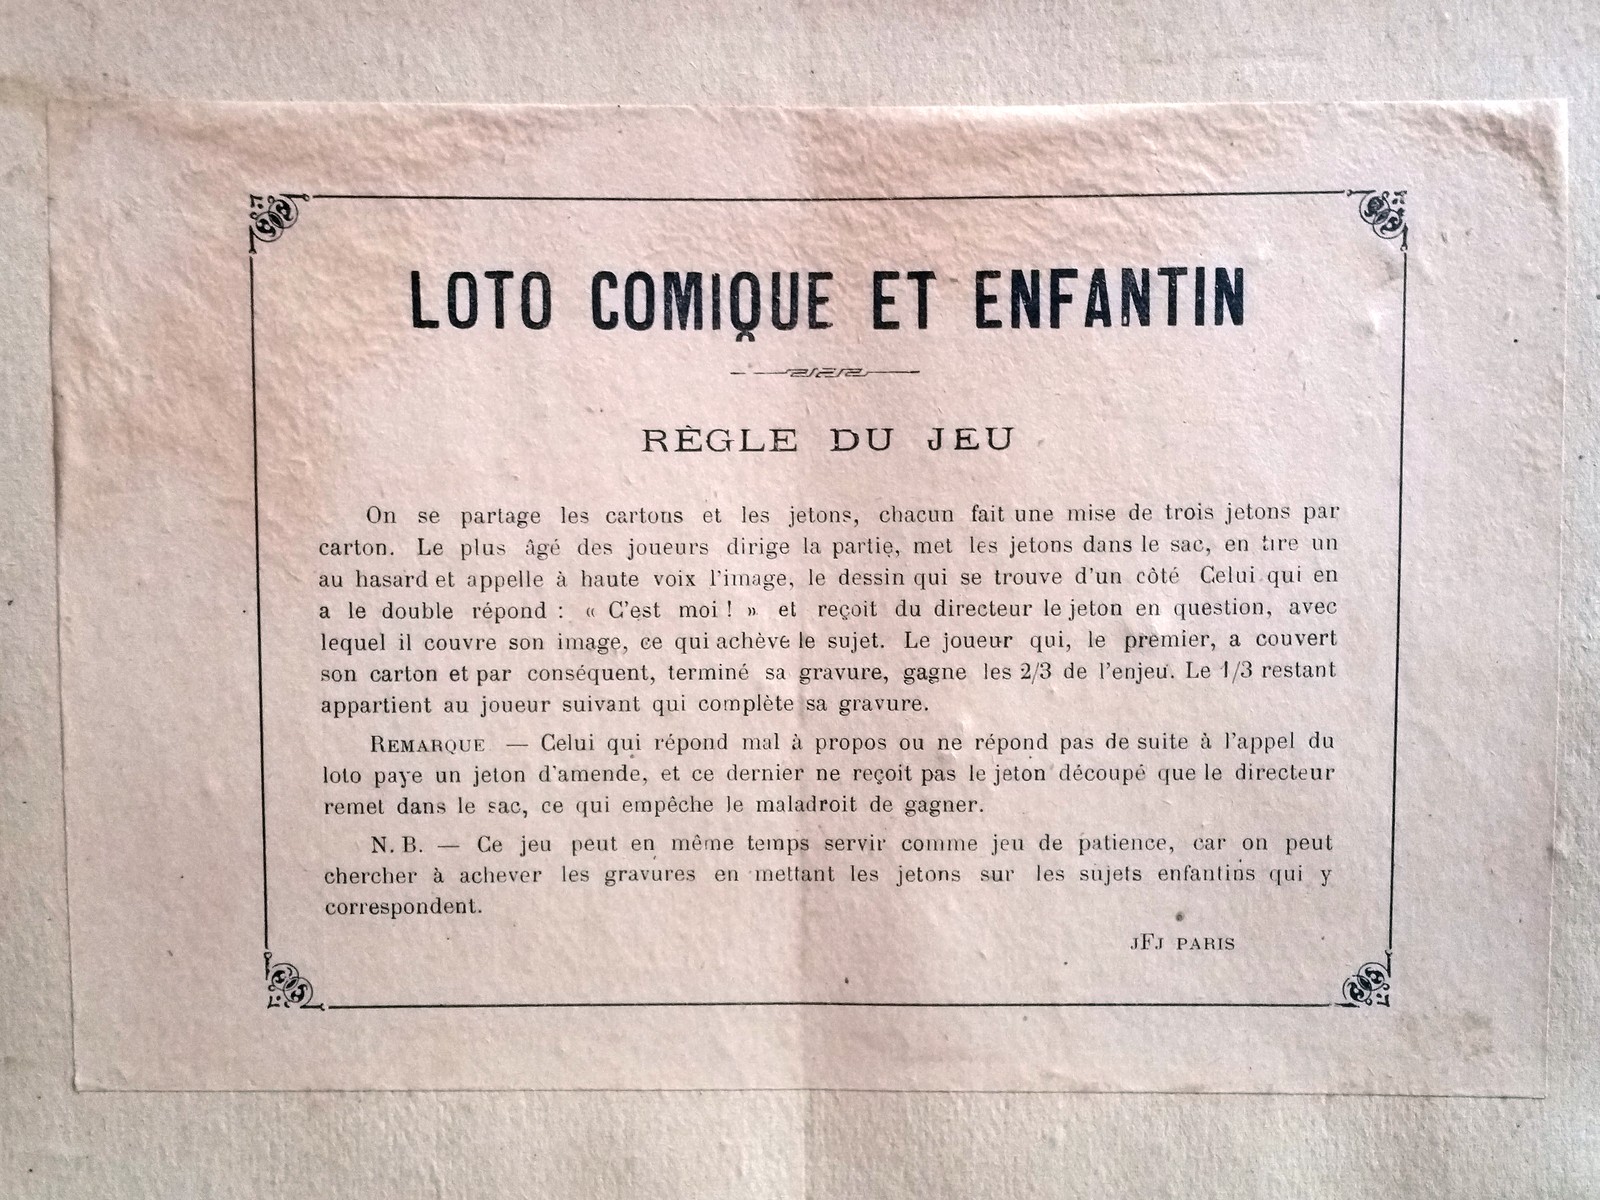 LOTO COMIQUE ET ENFANTIN
RÈGLE DU JEU
On se partage les cartons et les jetons, chacun fait une mise de trois jetons par
carton. Le plus âgé des joueurs dirige la partie, met les jetons dans le sac, en tire un
au hasard et appelle à haute voix l'image, le dessin qui se trouve d'un côté Celui qui en
a le double répond : « C'est moi ! » et reçoit du directeur le jeton en question, avec
lequel il couvre son image, ce qui achève le sujet. Le joueur qui, le premier, a couvert
son carton et par conséquent, terminé sa gravure, gagne les 2/3 de l'enjeu. Le 1/3 restant
appartient au joueur suivant qui complète sa gravure.
REMARQUE — Celui qui répond mal à propos ou ne répond pas de suite à l'appel du
loto paye un jeton d'amende, et ce dernier ne reçoit pas le jeton découpé que le directeur
remet dans le sac, ce qui empêche le maladroit de gagner.
N. B. — Ce jeu peut en même temps servir comme jeu de patience, car on peut
chercher à achever les gravures en mettant les jetons sur les sujets enfantins qui y
correspondent.
JFJ PARIS